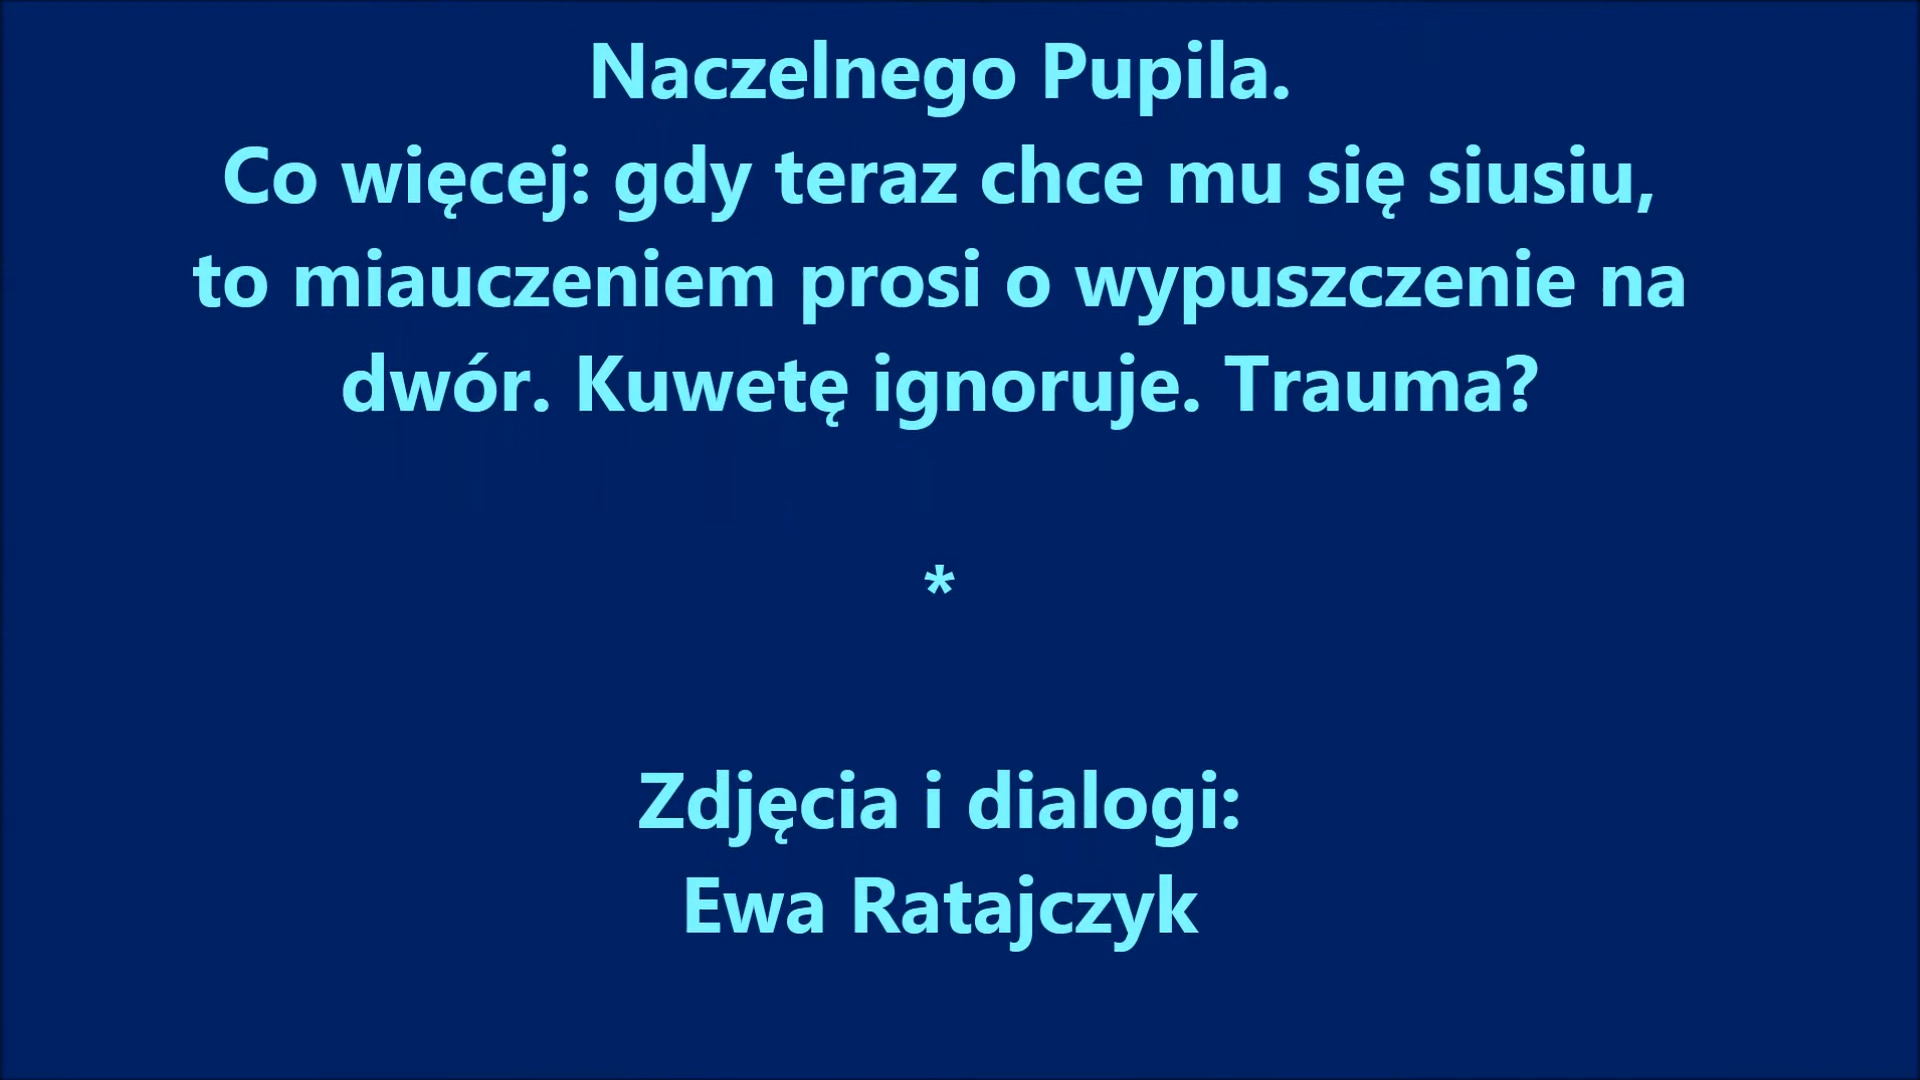 Naczelnego Pupila.
Co więcej: gdy teraz chce mu się siusiu,
to miauczeniem prosi o wypuszczenie na
dwór. Kuwetę ignoruje. Trauma?
*
Zdjęcia i dialogi:
Ewa Ratajczyk